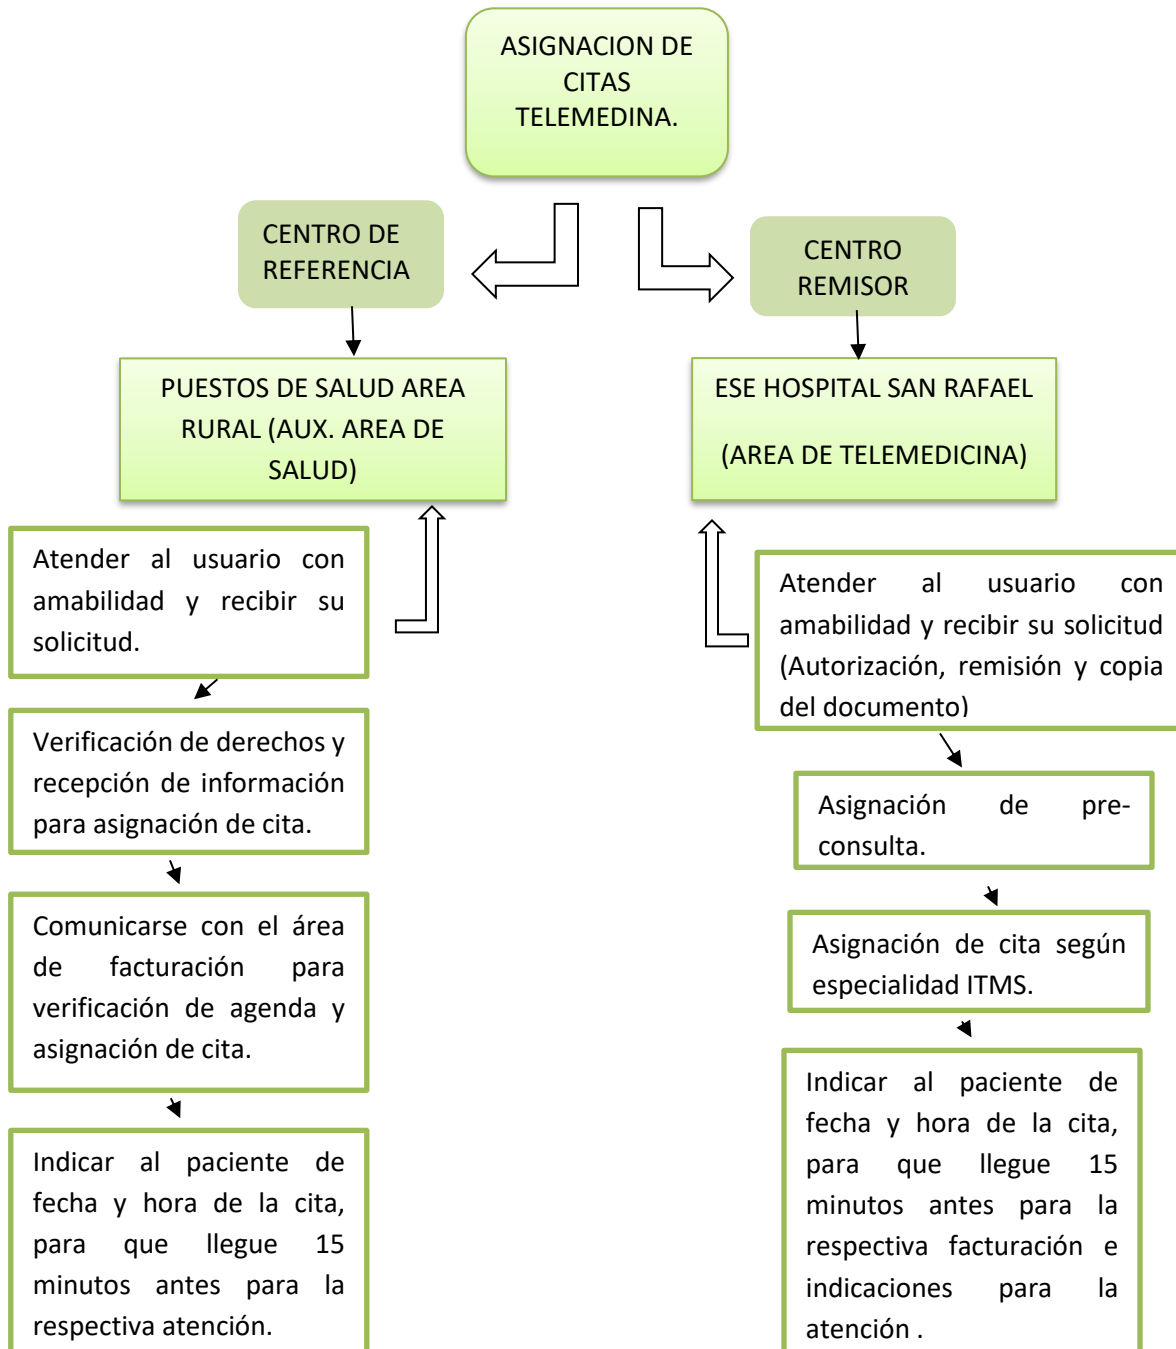 ASIGNACION DE
CITAS
TELEMEDINA.
CENTRO DE
REFERENCIA
CENTRO
REMISOR
PUESTOS DE SALUD AREA
RURAL (AUX. AREA DE
SALUD)
ESE HOSPITAL SAN RAFAEL
(AREA DE TELEMEDICINA)
Atender al usuario con
amabilidad y recibir su
solicitud.
Verificación de derechos y
recepción de información
para asignación de cita.
Comunicarse con el área
de facturación para
verificación de agenda y
asignación de cita.
Indicar al paciente de
fecha y hora de la cita,
para que llegue 15
minutos antes para la
respectiva atención.
Atender al usuario con
amabilidad y recibir su solicitud
(Autorización, remisión y copia
del documento)
Asignación de pre-
consulta.
Asignación de cita según
especialidad ITMS.
Indicar al paciente de
fecha y hora de la cita,
para que llegue 15
minutos antes para la
respectiva facturación e
indicaciones para la
atención .